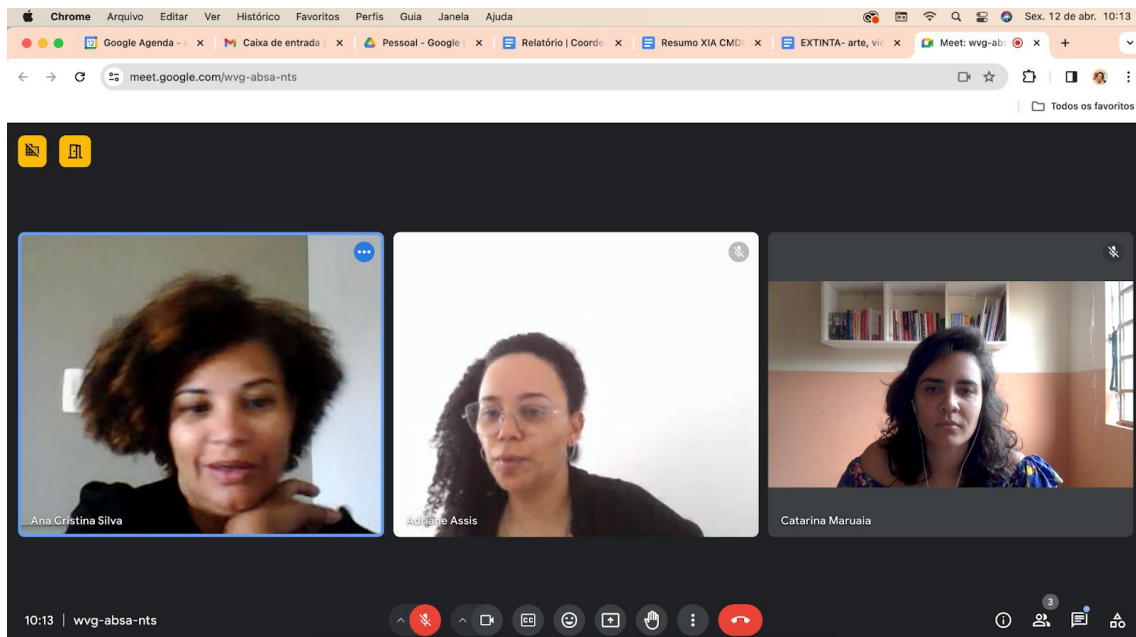 Chrome Arquivo Editar Ver Histórico Favoritos Perfis Guia Janela Ajuda Sex. 12 de abr. 10:13
12 Google Agenda - Caixa de entrada Pessoal - Google Relatório | Coorde Resumo XIA CMD EXTINTA- arte, vi Meet: wvg-ab
meet.google.com/wvg-absa-nts
Todos os favoritos
Ana Cristina Silva
Adriane Assis
Catarina Maruaia
10:13 | wvg-absa-nts
CC
3